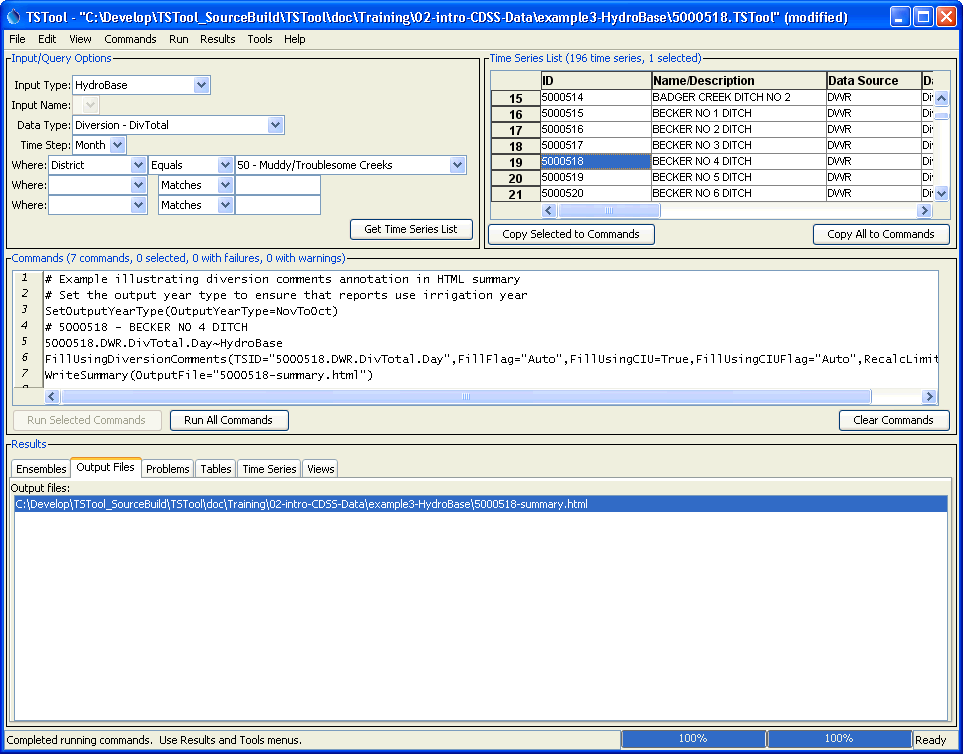 TSTool - "C:\Develop\TSTool_SourceBuild\TSTool\doc\Training\02-intro-CDSS-Data\example3-HydroBase\5000518.TSTool" (modified)
File Edit View Commands Run Results Tools Help
Input/Query Options
Input Type: HydroBase
Input Name:
Data Type: Diversion - DivTotal
Time Step: Month
Where: District Equals 50 - Muddy/Troublesome Creeks
Where: Matches
Where: Matches
Get Time Series List
Time Series List (196 time series, 1 selected)
ID Name/Description Data Source Da
15 5000514 BADGER CREEK DITCH NO 2 DWR Div
16 5000515 BECKER NO 1 DITCH DWR Div
17 5000516 BECKER NO 2 DITCH DWR Div
18 5000517 BECKER NO 3 DITCH DWR Div
19 5000518 BECKER NO 4 DITCH DWR Div
20 5000519 BECKER NO 5 DITCH DWR Div
21 5000520 BECKER NO 6 DITCH DWR Div
Copy Selected to Commands Copy All to Commands
Commands (7 commands, 0 selected, 0 with failures, 0 with warnings)
1 # Example illustrating diversion comments annotation in HTML summary
2 # Set the output year type to ensure that reports use irrigation year
3 SetOutputYearType(OutputYearType=NovToOct)
4 # 5000518 - BECKER NO 4 DITCH
5 5000518.DWR.DivTotal.Day~HydroBase
6 FillUsingDiversionComments(TSID="5000518.DWR.DivTotal.Day",FillFlag="Auto",FillUsingCIU=True,FillUsingCIUFlag="Auto",RecalcLimit
7 WriteSummary(OutputFile="5000518-summary.html")
Run Selected Commands Run All Commands Clear Commands
Results
Ensembles Output Files Problems Tables Time Series Views
Output files:
C:\Develop\TSTool_SourceBuild\TSTool\doc\Training\02-intro-CDSS-Data\example3-HydroBase\5000518-summary.html
Completed running commands. Use Results and Tools menus. 100% 100% Ready